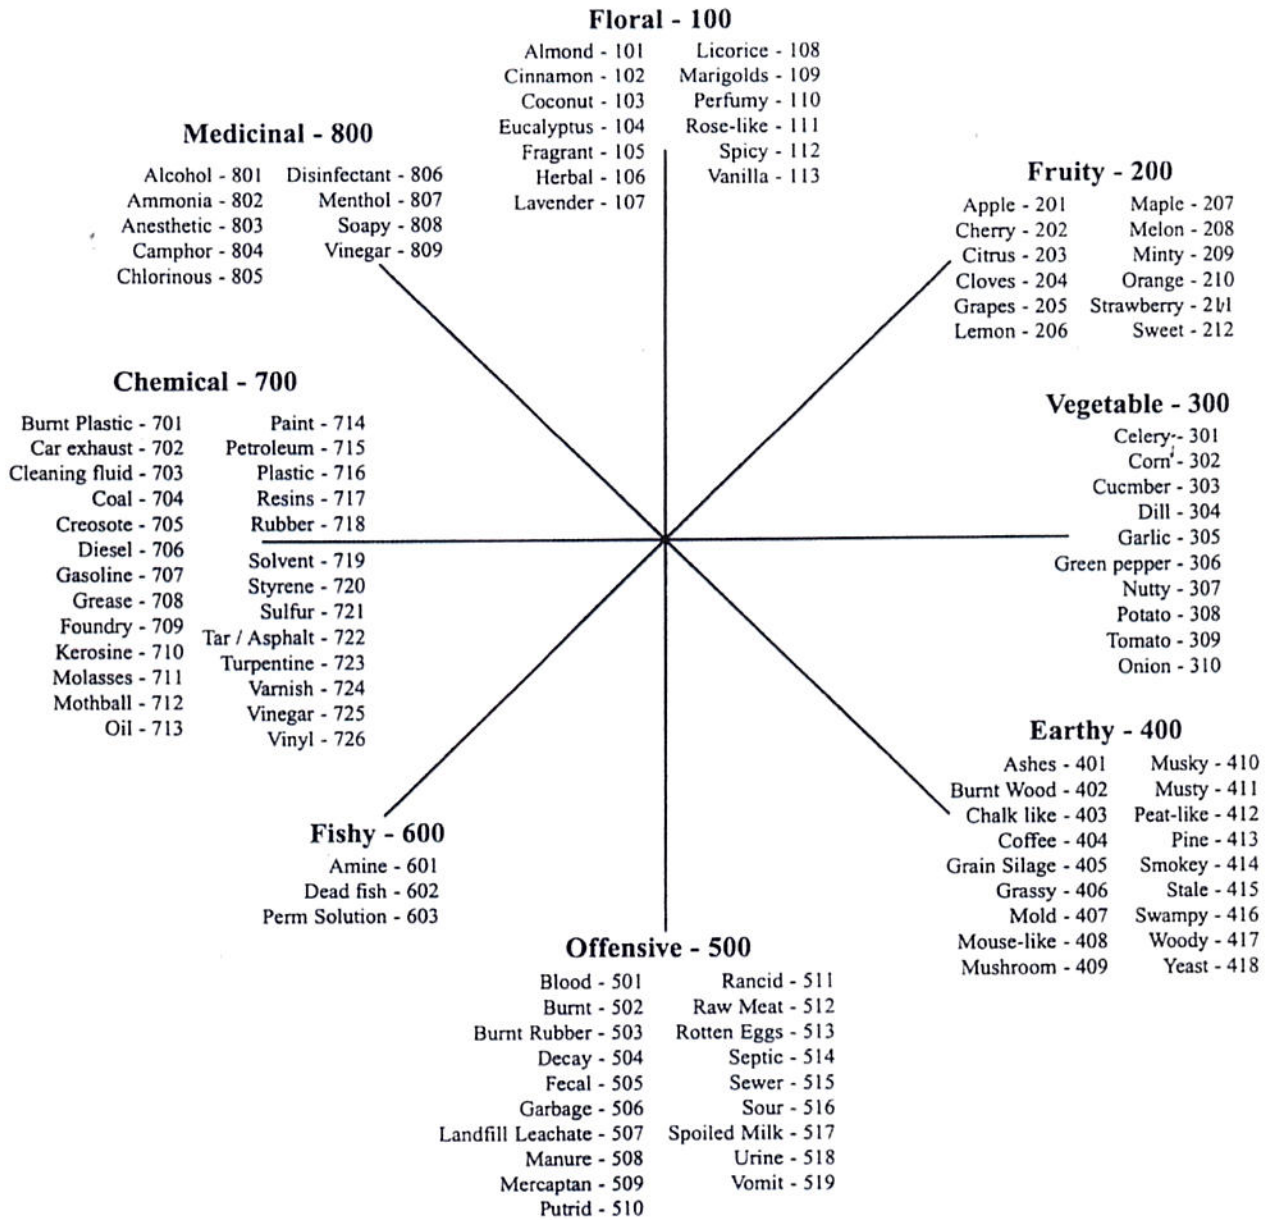 Floral - 100
Almond - 101
Cinnamon - 102
Coconut - 103
Eucalyptus - 104
Fragrant - 105
Herbal - 106
Lavender - 107
Licorice - 108
Marigolds - 109
Perfumy - 110
Rose-like - 111
Spicy - 112
Vanilla - 113
Medicinal - 800
Alcohol - 801
Ammonia - 802
Anesthetic - 803
Camphor - 804
Chlorinous - 805
Disinfectant - 806
Menthol - 807
Soapy - 808
Vinegar - 809
Fruity - 200
Apple - 201
Cherry - 202
Citrus - 203
Cloves - 204
Grapes - 205
Lemon - 206
Maple - 207
Melon - 208
Minty - 209
Orange - 210
Strawberry - 211
Sweet - 212
Chemical - 700
Burnt Plastic - 701
Car exhaust - 702
Cleaning fluid - 703
Coal - 704
Creosote - 705
Diesel - 706
Gasoline - 707
Grease - 708
Foundry - 709
Kerosine - 710
Molasses - 711
Mothball - 712
Oil - 713
Paint - 714
Petroleum - 715
Plastic - 716
Resins - 717
Rubber - 718
Solvent - 719
Styrene - 720
Sulfur - 721
Tar / Asphalt - 722
Turpentine - 723
Varnish - 724
Vinegar - 725
Vinyl - 726
Vegetable - 300
Celery - 301
Corn - 302
Cucmber - 303
Dill - 304
Garlic - 305
Green pepper - 306
Nutty - 307
Potato - 308
Tomato - 309
Onion - 310
Earthy - 400
Ashes - 401
Burnt Wood - 402
Chalk like - 403
Coffee - 404
Grain Silage - 405
Grassy - 406
Mold - 407
Mouse-like - 408
Mushroom - 409
Musky - 410
Musty - 411
Peat-like - 412
Pine - 413
Smokey - 414
Stale - 415
Swampy - 416
Woody - 417
Yeast - 418
Fishy - 600
Amine - 601
Dead fish - 602
Perm Solution - 603
Offensive - 500
Blood - 501
Burnt - 502
Burnt Rubber - 503
Decay - 504
Fecal - 505
Garbage - 506
Landfill Leachate - 507
Manure - 508
Mercaptan - 509
Putrid - 510
Rancid - 511
Raw Meat - 512
Rotten Eggs - 513
Septic - 514
Sewer - 515
Sour - 516
Spoiled Milk - 517
Urine - 518
Vomit - 519